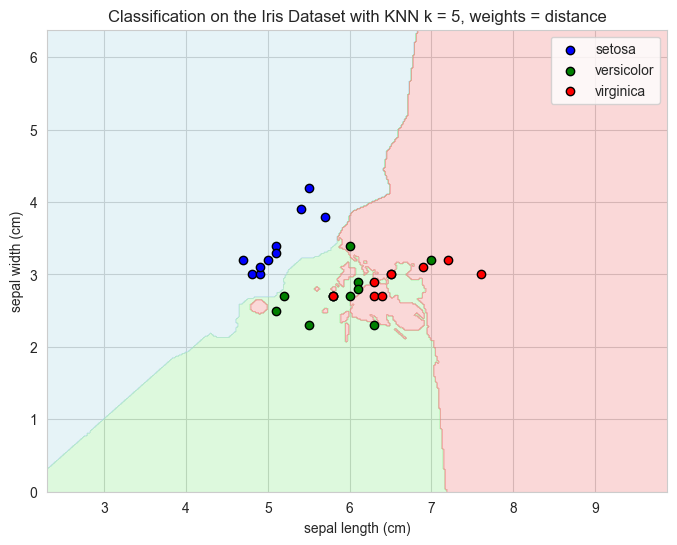 Classification on the Iris Dataset with KNN k = 5, weights = distance
setosa
versicolor
virginica
sepal width (cm)
6
5
4
3
2
1
0
3 4 5 6 7 8 9
sepal length (cm)